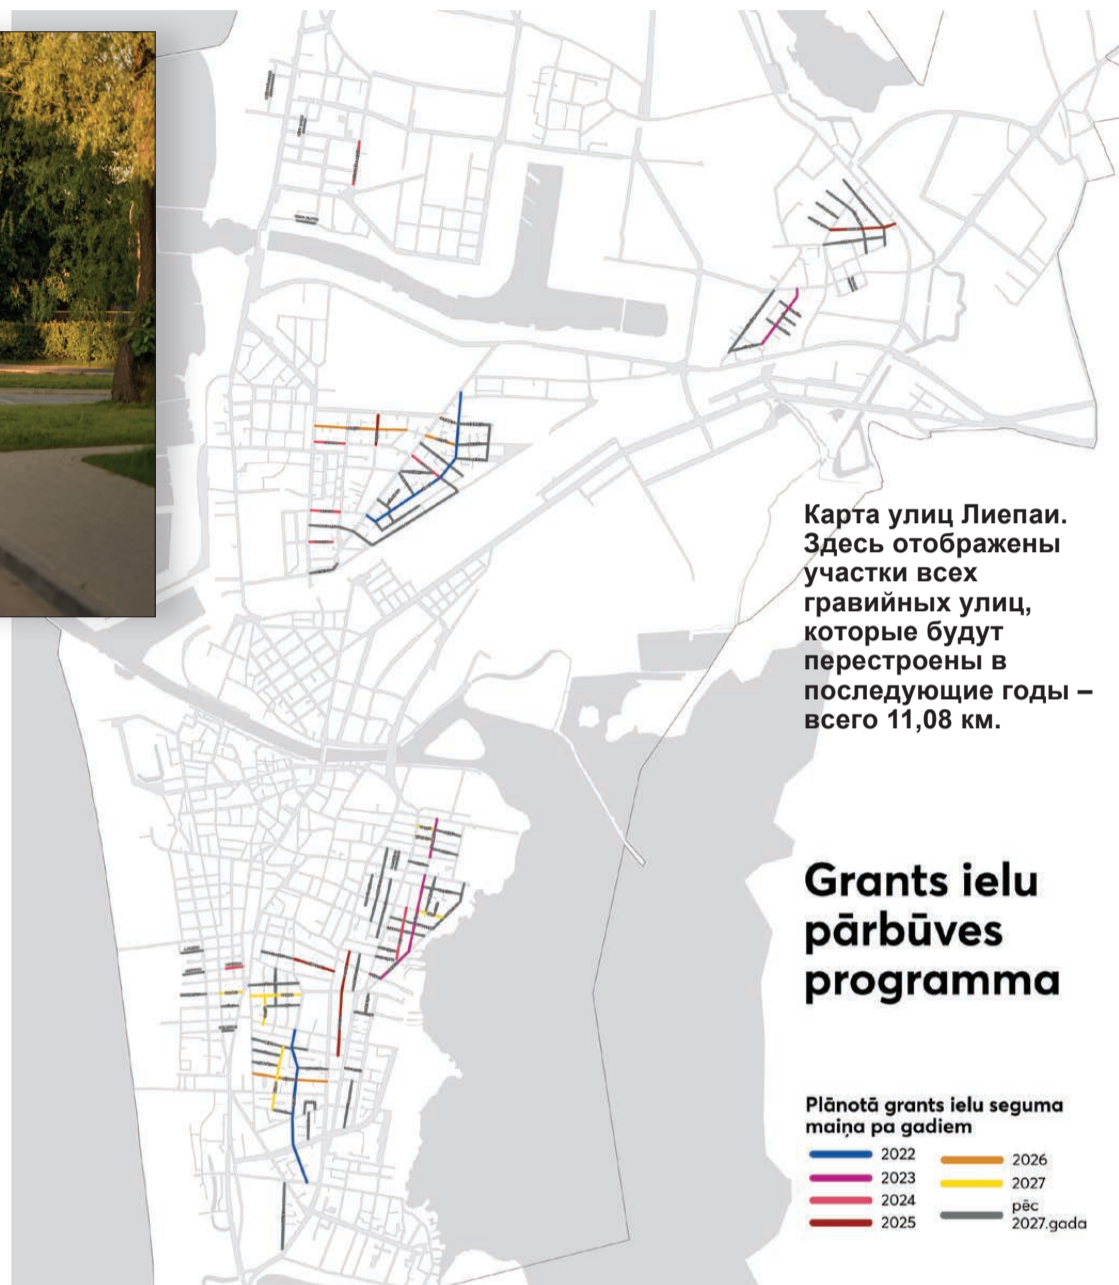 Карта улиц Лиепаи.
Здесь отображены
участки всех
гравийных улиц,
которые будут
перестроены в
последующие годы –
всего 11,08 км.
Grants ielu
pārbūves
programma
Plānotā grants ielu seguma
maiņa pa gadiem
2022
2023
2024
2025
2026
2027
pēc
2027.gada